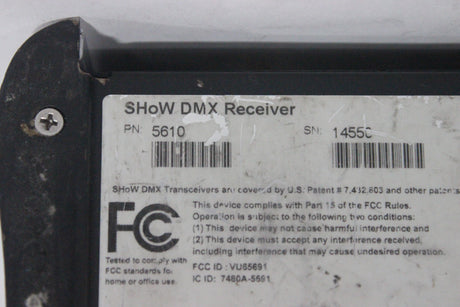 SHoW DMX Receiver
PN: 5610 SN: 14550
SHoW DMX Transceivers are covered by U.S. Patent # 7,432,803 and other patents
FC
This device complies with Part 15 of the FCC Rules.
Operation is subject to the following two conditions:
(1) This device may not cause harmful interference and
(2) This device must accept any interference received,
including interference that may cause undesired operation.
Tested to comply with
FCC standards for
home or office use.
FCC ID : VU65691
IC ID : 7480A-5691